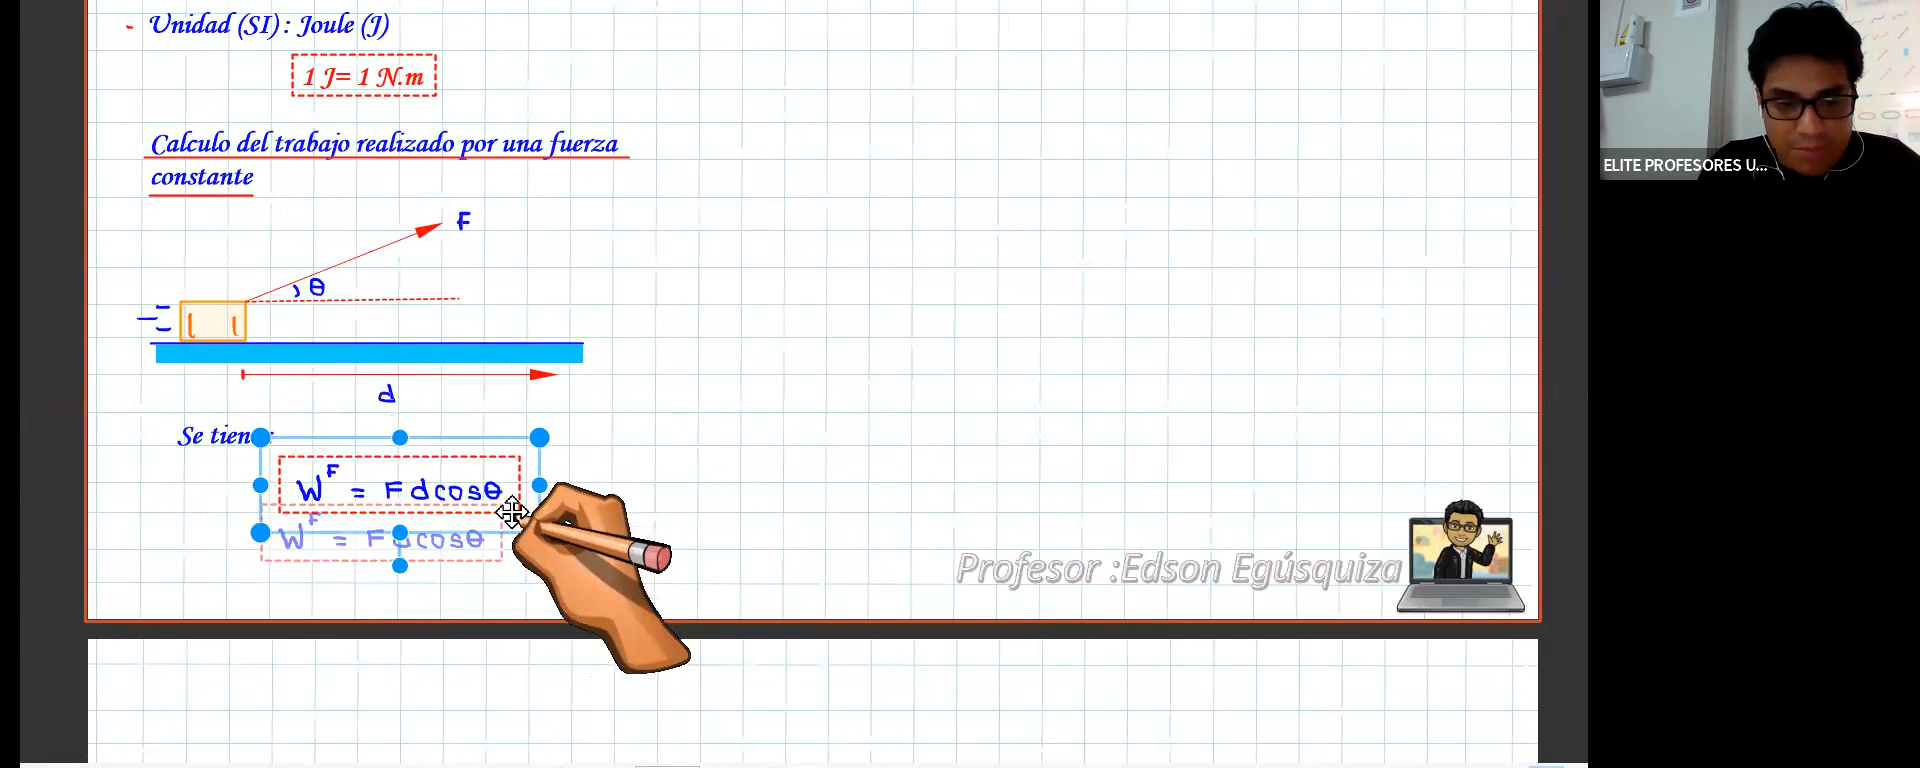 - Unidad (SI) : Joule (J)
1 J= 1 N.m
Calculo del trabajo realizado por una fuerza
constante
F
θ
d
Se tiene:
W^F = F d cosθ
W^F = F d cosθ
Profesor :Edson Egúsquiza
ELITE PROFESORES U...